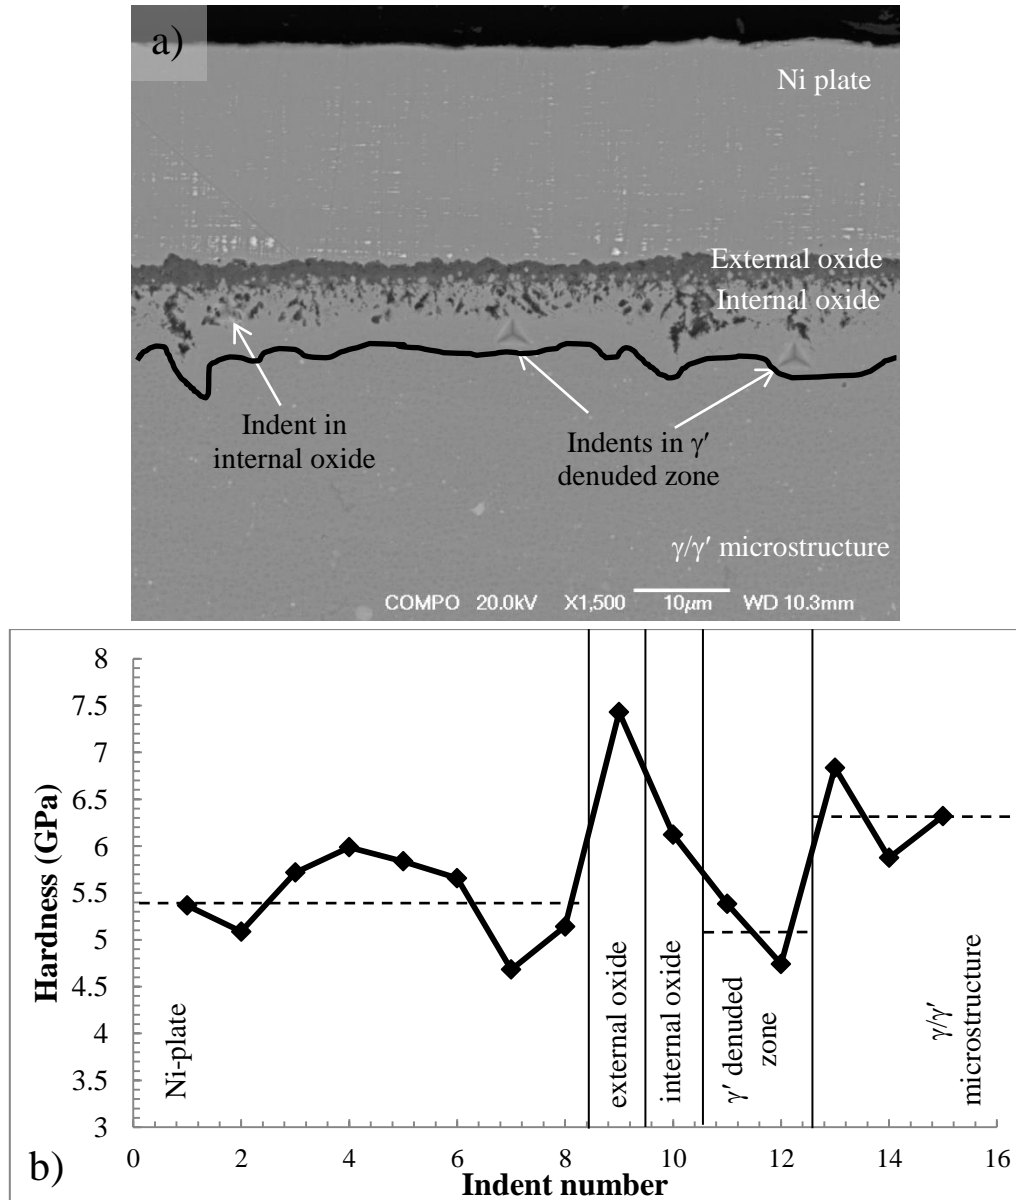 a)
Ni plate
External oxide
Internal oxide
Indent in
internal oxide
Indents in γ′
denuded zone
γ/γ′ microstructure
COMPO 20.0kV X1,500 10μm WD 10.3mm
8
7.5
7
6.5
6
5.5
5
4.5
4
3.5
3
Hardness (GPa)
Ni-plate
external oxide
internal oxide
γ′ denuded
zone
γ/γ′
microstructure
0 2 4 6 8 10 12 14 16
Indent number
b)